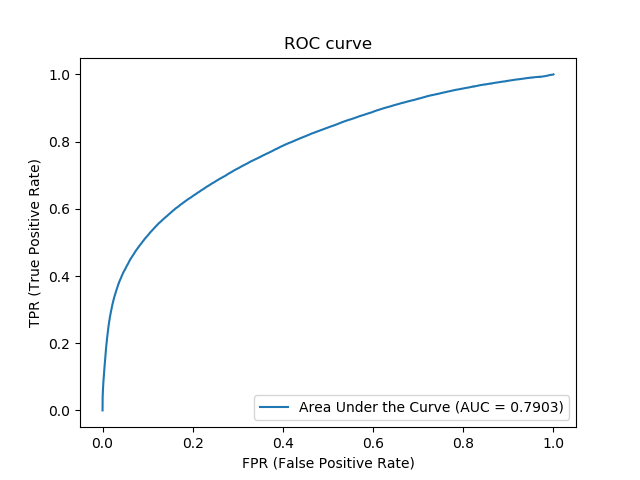 ROC curve
1.0
0.8
0.6
0.4
0.2
0.0
TPR (True Positive Rate)
Area Under the Curve (AUC = 0.7903)
0.0 0.2 0.4 0.6 0.8 1.0
FPR (False Positive Rate)